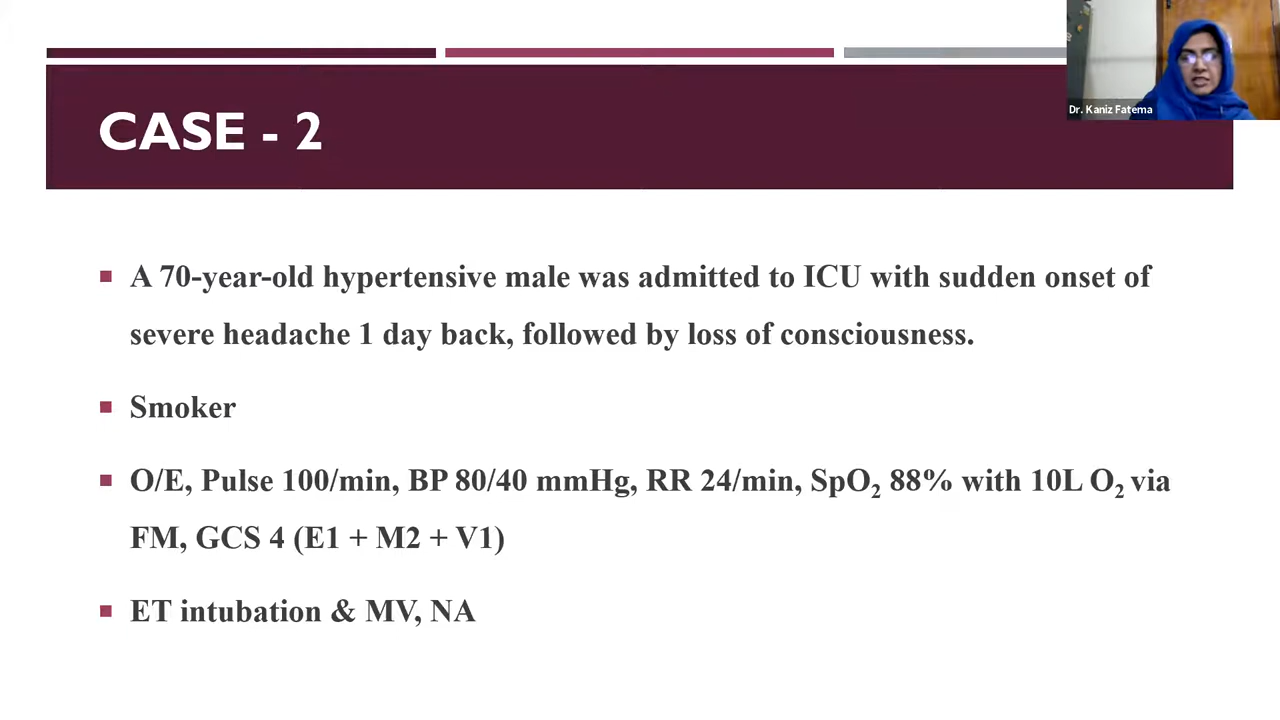 Dr. Kaniz Fatema
CASE - 2
A 70-year-old hypertensive male was admitted to ICU with sudden onset of
severe headache 1 day back, followed by loss of consciousness.
Smoker
O/E, Pulse 100/min, BP 80/40 mmHg, RR 24/min, SpO₂ 88% with 10L O₂ via
FM, GCS 4 (E1 + M2 + V1)
ET intubation & MV, NA